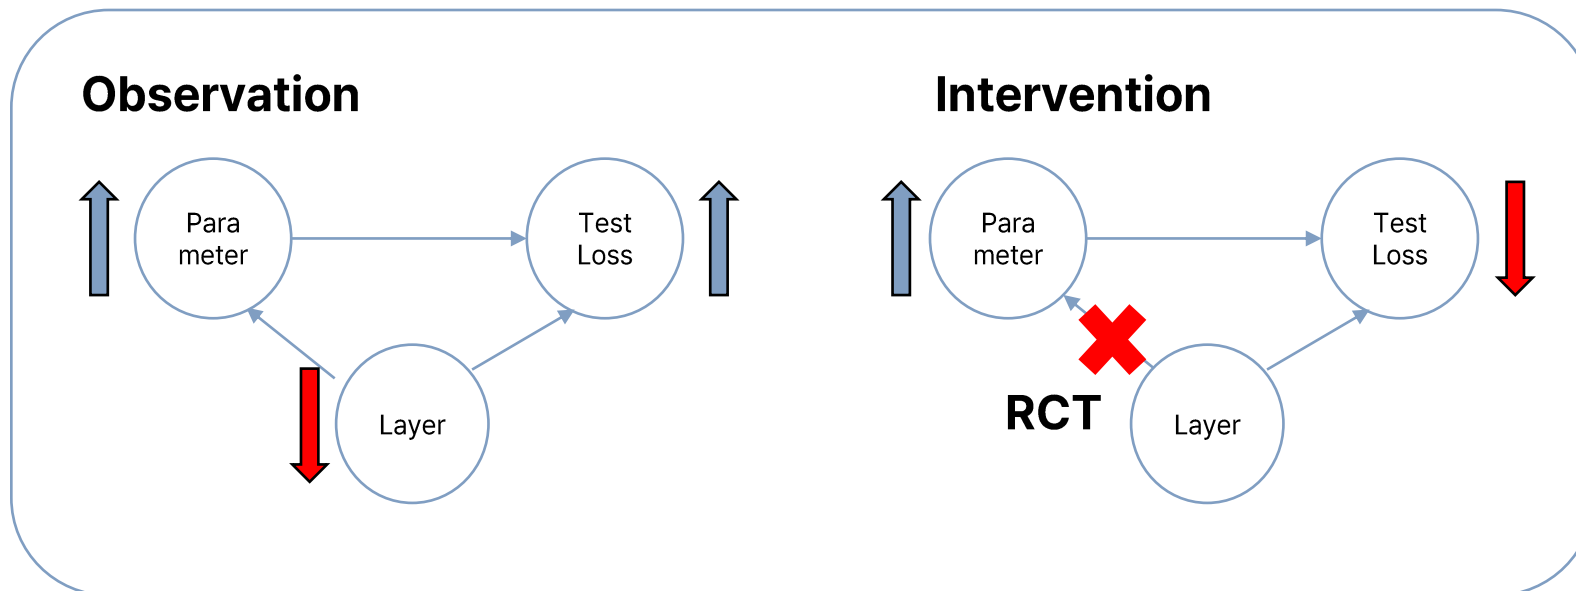 Observation
Para
meter
Test
Loss
Layer
Intervention
Para
meter
Test
Loss
RCT
Layer